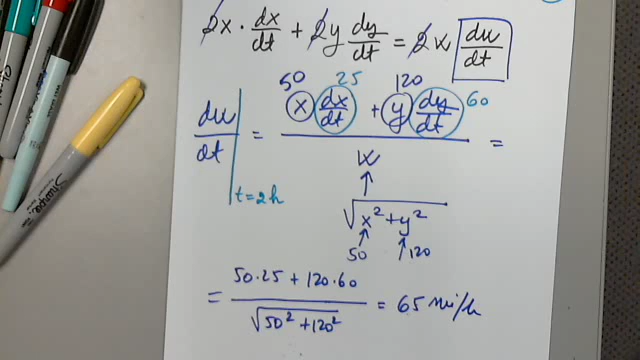 2x · dx/dt + 2y dy/dt = 2w dw/dt
50 25 120 60
dw/dt | t=2h = (x dx/dt + y dy/dt) / w =
√(x² + y²)
50 120
= (50·25 + 120·60) / √(50² + 120²) = 65 mi/h
Sharpie